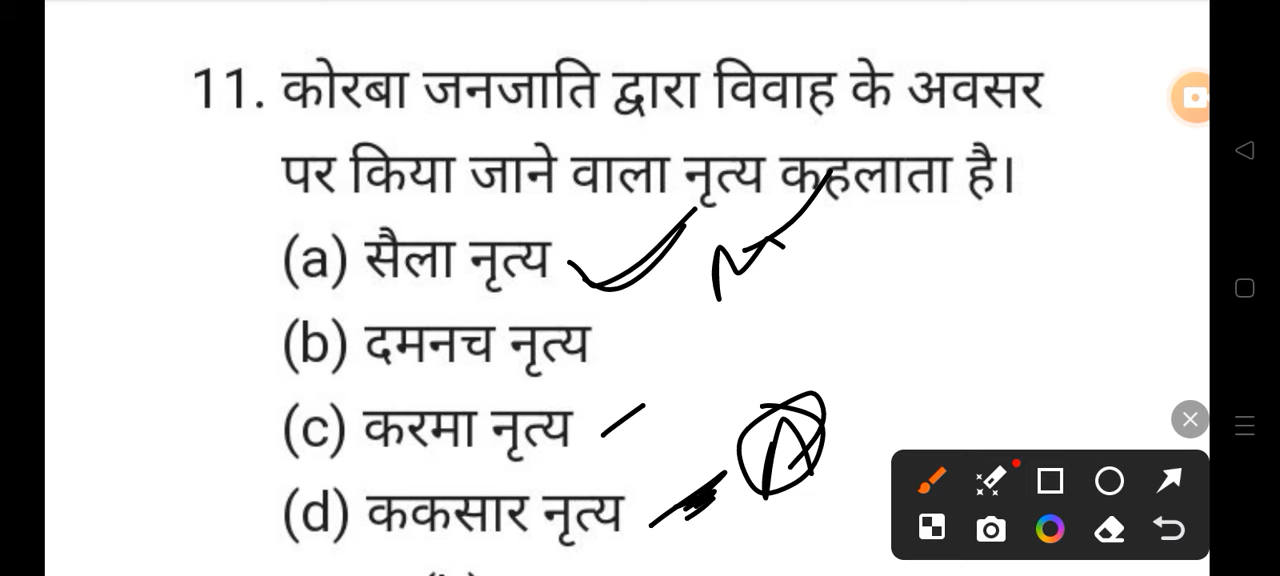 11. कोरबा जनजाति द्वारा विवाह के अवसर
पर किया जाने वाला नृत्य कहलाता है।
(a) सैला नृत्य
(b) दमनच नृत्य
(c) करमा नृत्य
(d) ककसार नृत्य
A